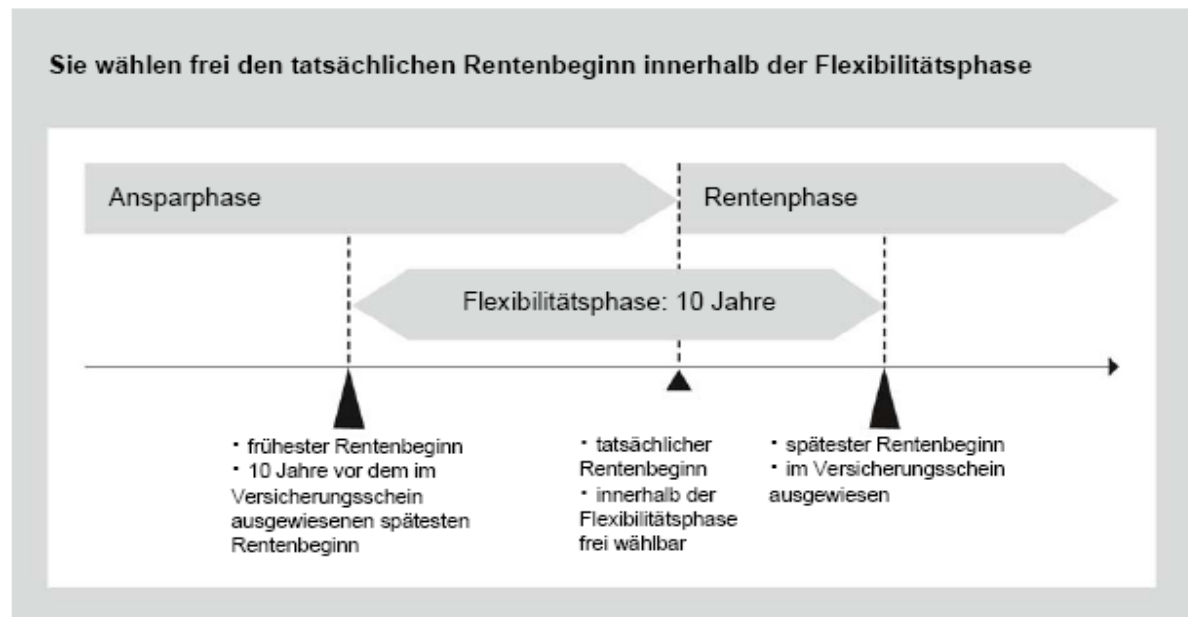 Sie wählen frei den tatsächlichen Rentenbeginn innerhalb der Flexibilitätsphase
Ansparphase
Rentenphase
Flexibilitätsphase: 10 Jahre
· frühester Rentenbeginn
· 10 Jahre vor dem im
Versicherungsschein
ausgewiesenen spätesten
Rentenbeginn
· tatsächlicher
Rentenbeginn
· innerhalb der
Flexibilitätsphase
frei wählbar
· spätester Rentenbeginn
· im Versicherungsschein
ausgewiesen